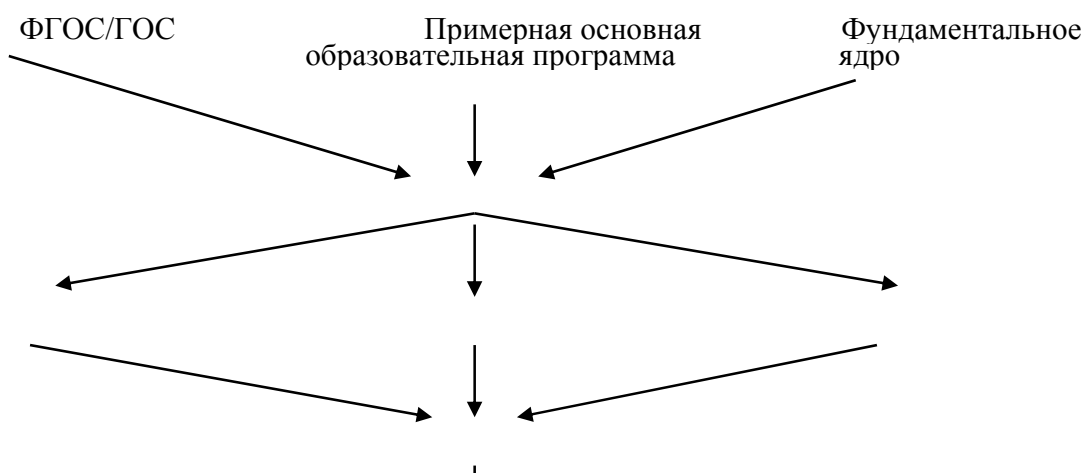 ФГОС/ГОС Примерная основная Фундаментальное
образовательная программа ядро